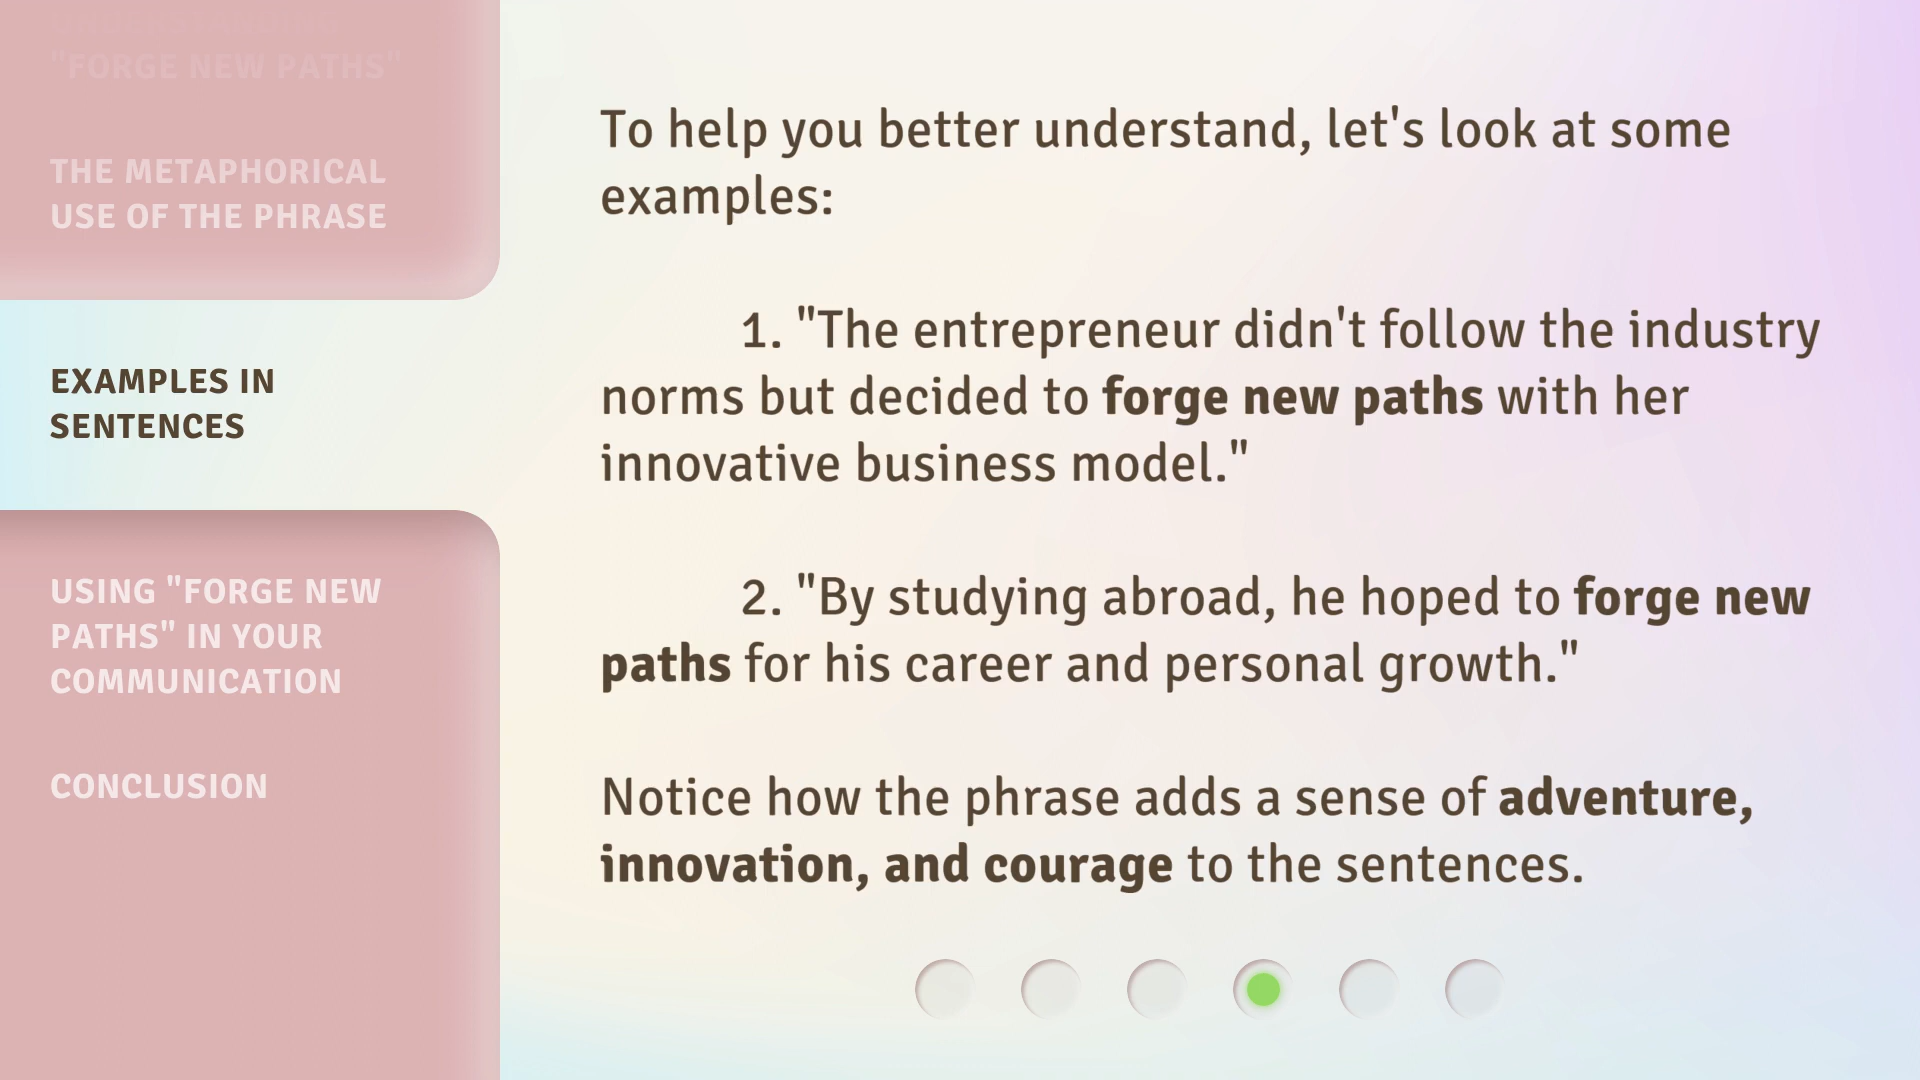 UNDERSTANDING
"FORGE NEW PATHS"
THE METAPHORICAL
USE OF THE PHRASE
EXAMPLES IN
SENTENCES
USING "FORGE NEW
PATHS" IN YOUR
COMMUNICATION
CONCLUSION
To help you better understand, let's look at some
examples:
1. "The entrepreneur didn't follow the industry
norms but decided to forge new paths with her
innovative business model."
2. "By studying abroad, he hoped to forge new
paths for his career and personal growth."
Notice how the phrase adds a sense of adventure,
innovation, and courage to the sentences.